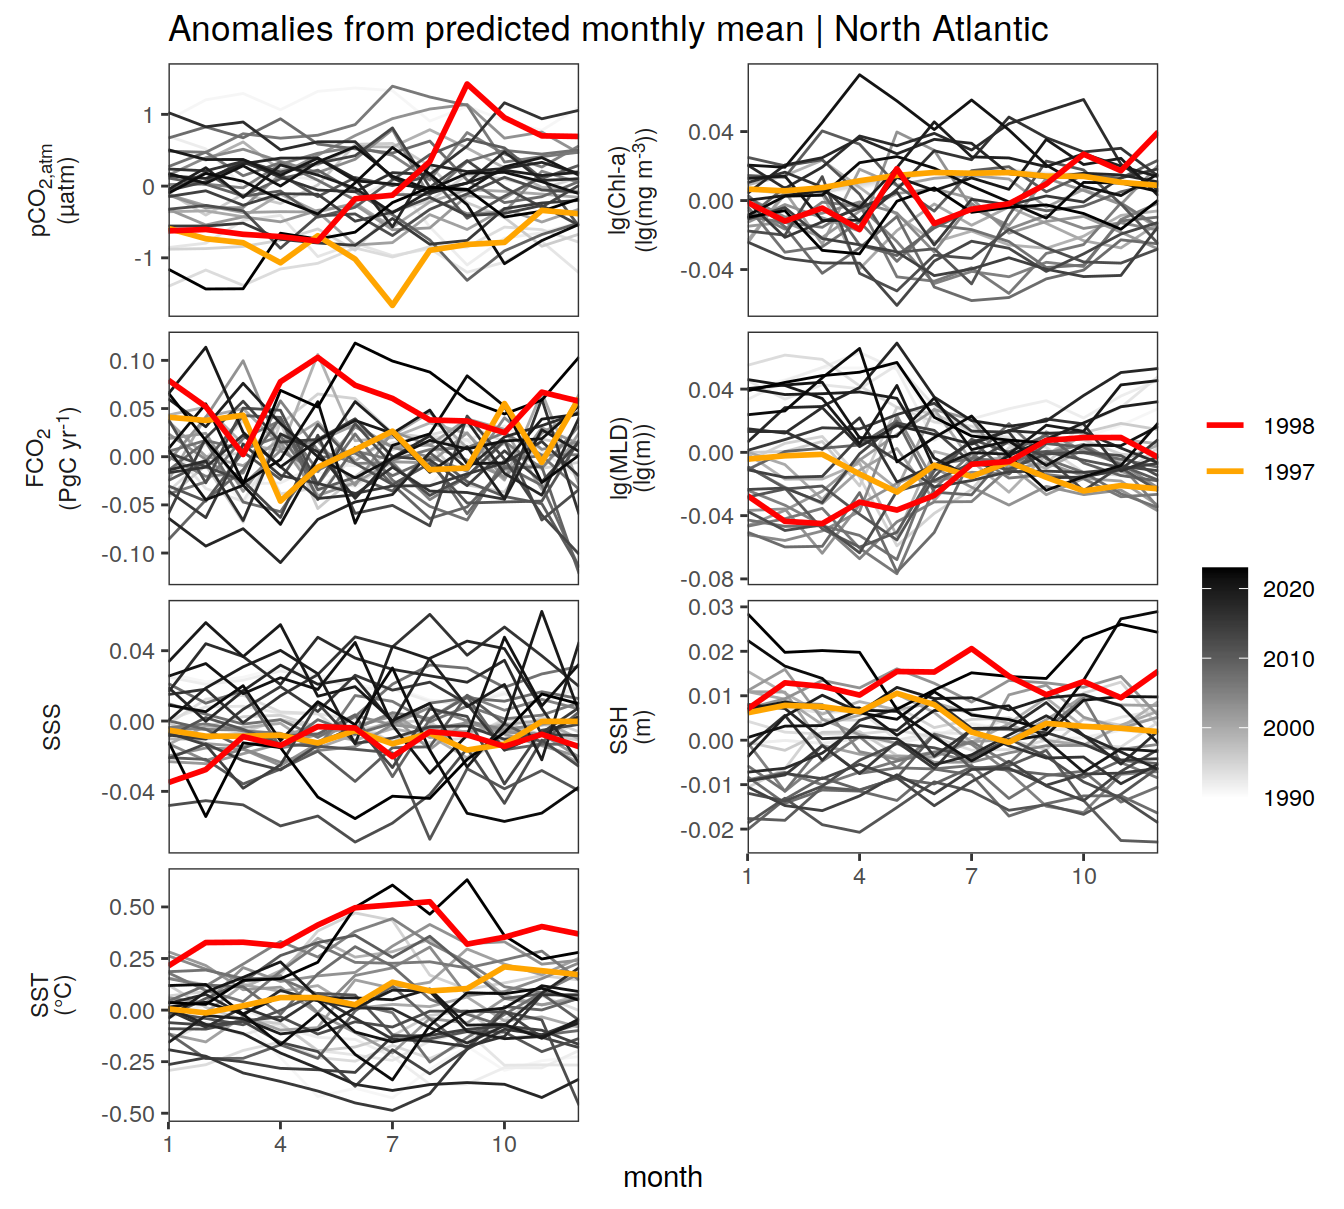 Anomalies from predicted monthly mean | North Atlantic
pCO2,atm
(µatm)
1
0
-1
lg(Chl-a)
(lg(mg m-3))
0.04
0.00
-0.04
FCO2
(PgC yr-1)
0.10
0.05
0.00
-0.05
-0.10
lg(MLD)
(lg(m))
0.04
0.00
-0.04
-0.08
SSS
0.04
0.00
-0.04
SSH
(m)
0.03
0.02
0.01
0.00
-0.01
-0.02
1 4 7 10
SST
(°C)
0.50
0.25
0.00
-0.25
-0.50
1 4 7 10
month
1998
1997
2020
2010
2000
1990